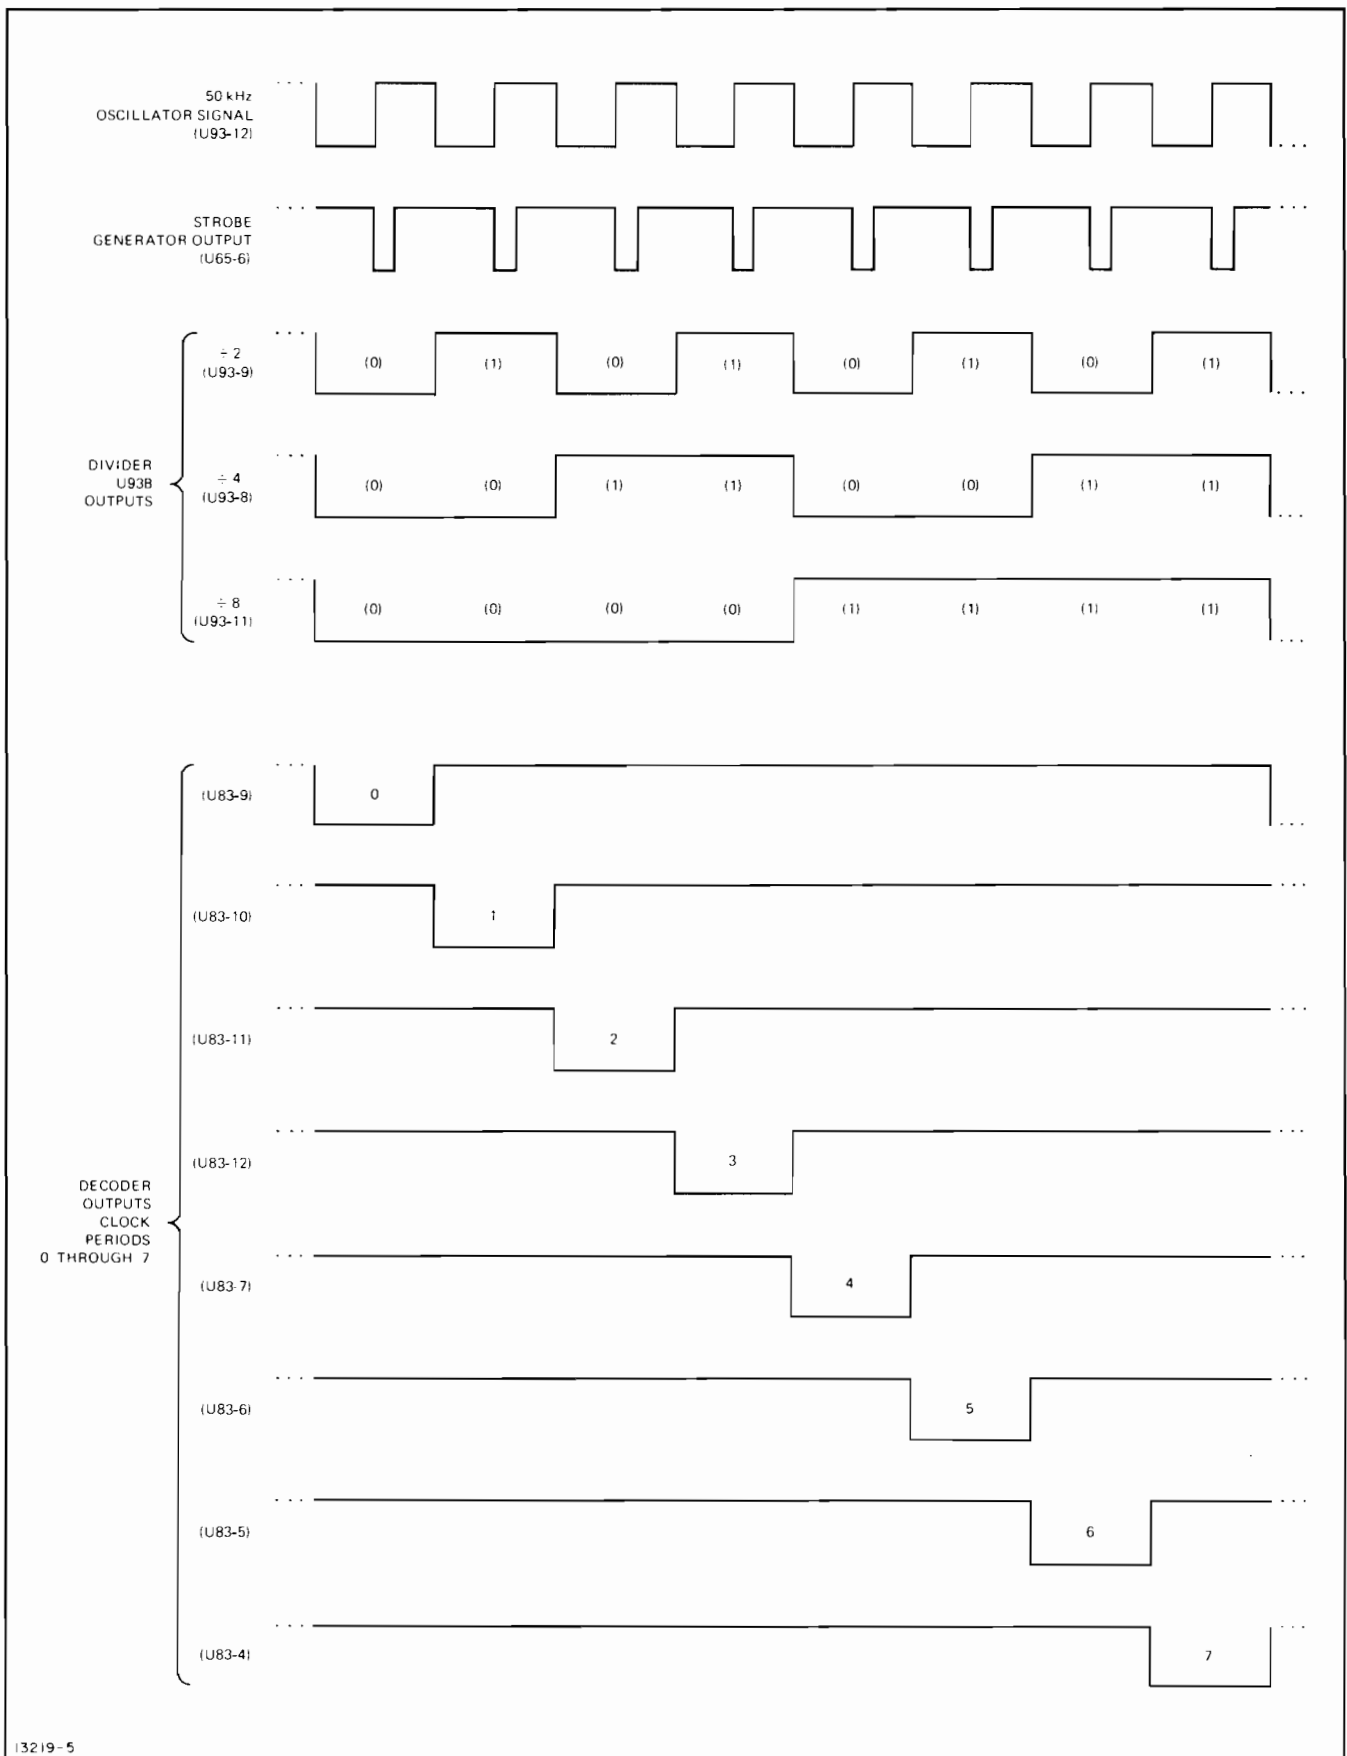 50 kHz
OSCILLATOR SIGNAL
(U93-12)
STROBE
GENERATOR OUTPUT
(U65-6)
DIVIDER
U93B
OUTPUTS
÷ 2
(U93-9)
(0) (1) (0) (1) (0) (1) (0) (1)
÷ 4
(U93-8)
(0) (0) (1) (1) (0) (0) (1) (1)
÷ 8
(U93-11)
(0) (0) (0) (0) (1) (1) (1) (1)
DECODER
OUTPUTS
CLOCK
PERIODS
0 THROUGH 7
(U83-9) 0
(U83-10) 1
(U83-11) 2
(U83-12) 3
(U83-7) 4
(U83-6) 5
(U83-5) 6
(U83-4) 7
13219-5